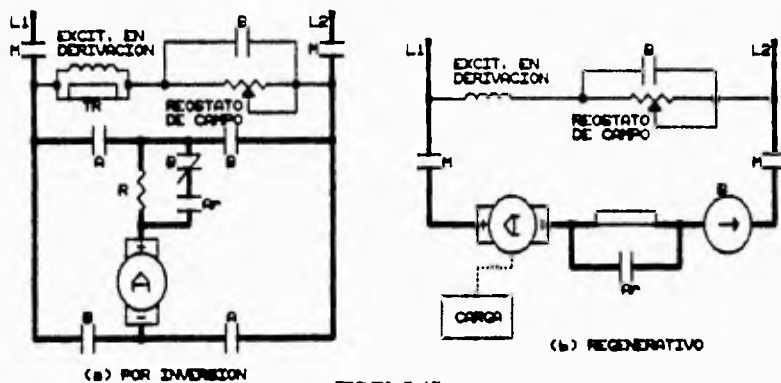 L1
L2
EXCIT. EN
DERIVACION
B
M
M
TR
REOSTATO
DE CAMPO
A
B
B
R
Ar
+
A
-
B
A
(a) POR INVERSION
L1
L2
EXCIT. EN
DERIVACION
B
REOSTATO
DE CAMPO
M
M
B
+
Ar
CARGA
(b) REGENERATIVO